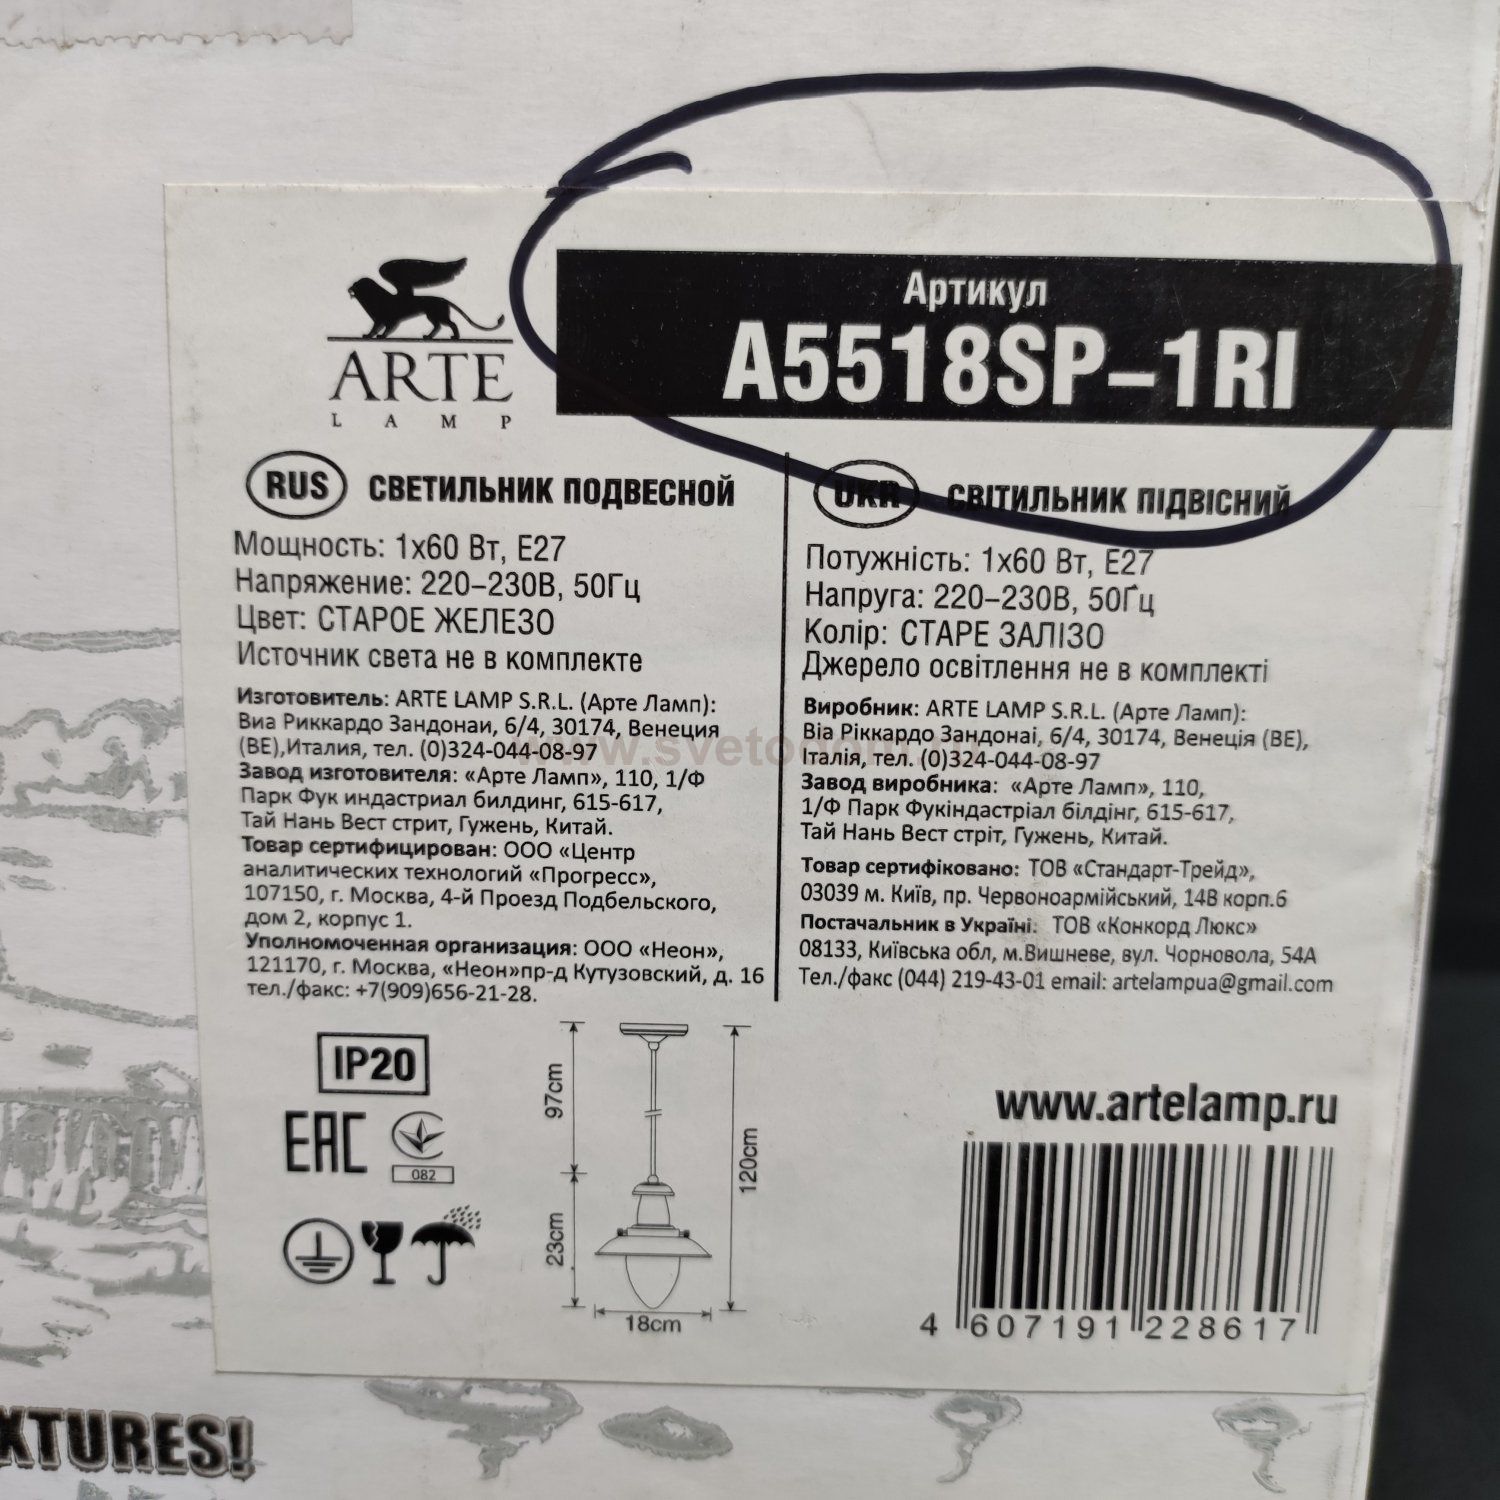 ARTE
LAMP
Артикул
A5518SP-1RI
RUS СВЕТИЛЬНИК ПОДВЕСНОЙ
Мощность: 1x60 Вт, E27
Напряжение: 220-230В, 50Гц
Цвет: СТАРОЕ ЖЕЛЕЗО
Источник света не в комплекте
Изготовитель: ARTE LAMP S.R.L. (Арте Ламп):
Виа Риккардо Зандонаи, 6/4, 30174, Венеция
(BE),Италия, тел. (0)324-044-08-97
Завод изготовителя: «Арте Ламп», 110, 1/Ф
Парк Фук индастриал билдинг, 615-617,
Тай Нань Вест стрит, Гужень, Китай.
Товар сертифицирован: ООО «Центр
аналитических технологий «Прогресс»,
107150, г. Москва, 4-й Проезд Подбельского,
дом 2, корпус 1.
Уполномоченная организация: ООО «Неон»,
121170, г. Москва, «Неон»пр-д Кутузовский, д. 16
тел./факс: +7(909)656-21-28.
UKR СВІТИЛЬНИК ПІДВІСНИЙ
Потужність: 1x60 Вт, E27
Напруга: 220-230В, 50Ґц
Колір: СТАРЕ ЗАЛІЗО
Джерело освітлення не в комплекті
Виробник: ARTE LAMP S.R.L. (Арте Ламп):
Віа Ріккардо Зандонаі, 6/4, 30174, Венеція (BE),
Італія, тел. (0)324-044-08-97
Завод виробника: «Арте Ламп», 110,
1/Ф Парк Фукіндастріал білдінг, 615-617,
Тай Нань Вест стріт, Гужень, Китай.
Товар сертифіковано: ТОВ «Стандарт-Трейд»,
03039 м. Київ, пр. Червоноармійський, 14В корп.6
Постачальник в Україні: ТОВ «Конкорд Люкс»
08133, Київська обл, м.Вишневе, вул. Чорновола, 54А
Тел./факс (044) 219-43-01 email: artelampua@gmail.com
IP20
EAC
082
97cm
23cm
120cm
18cm
www.artelamp.ru
4 607191 228617
XTURES!